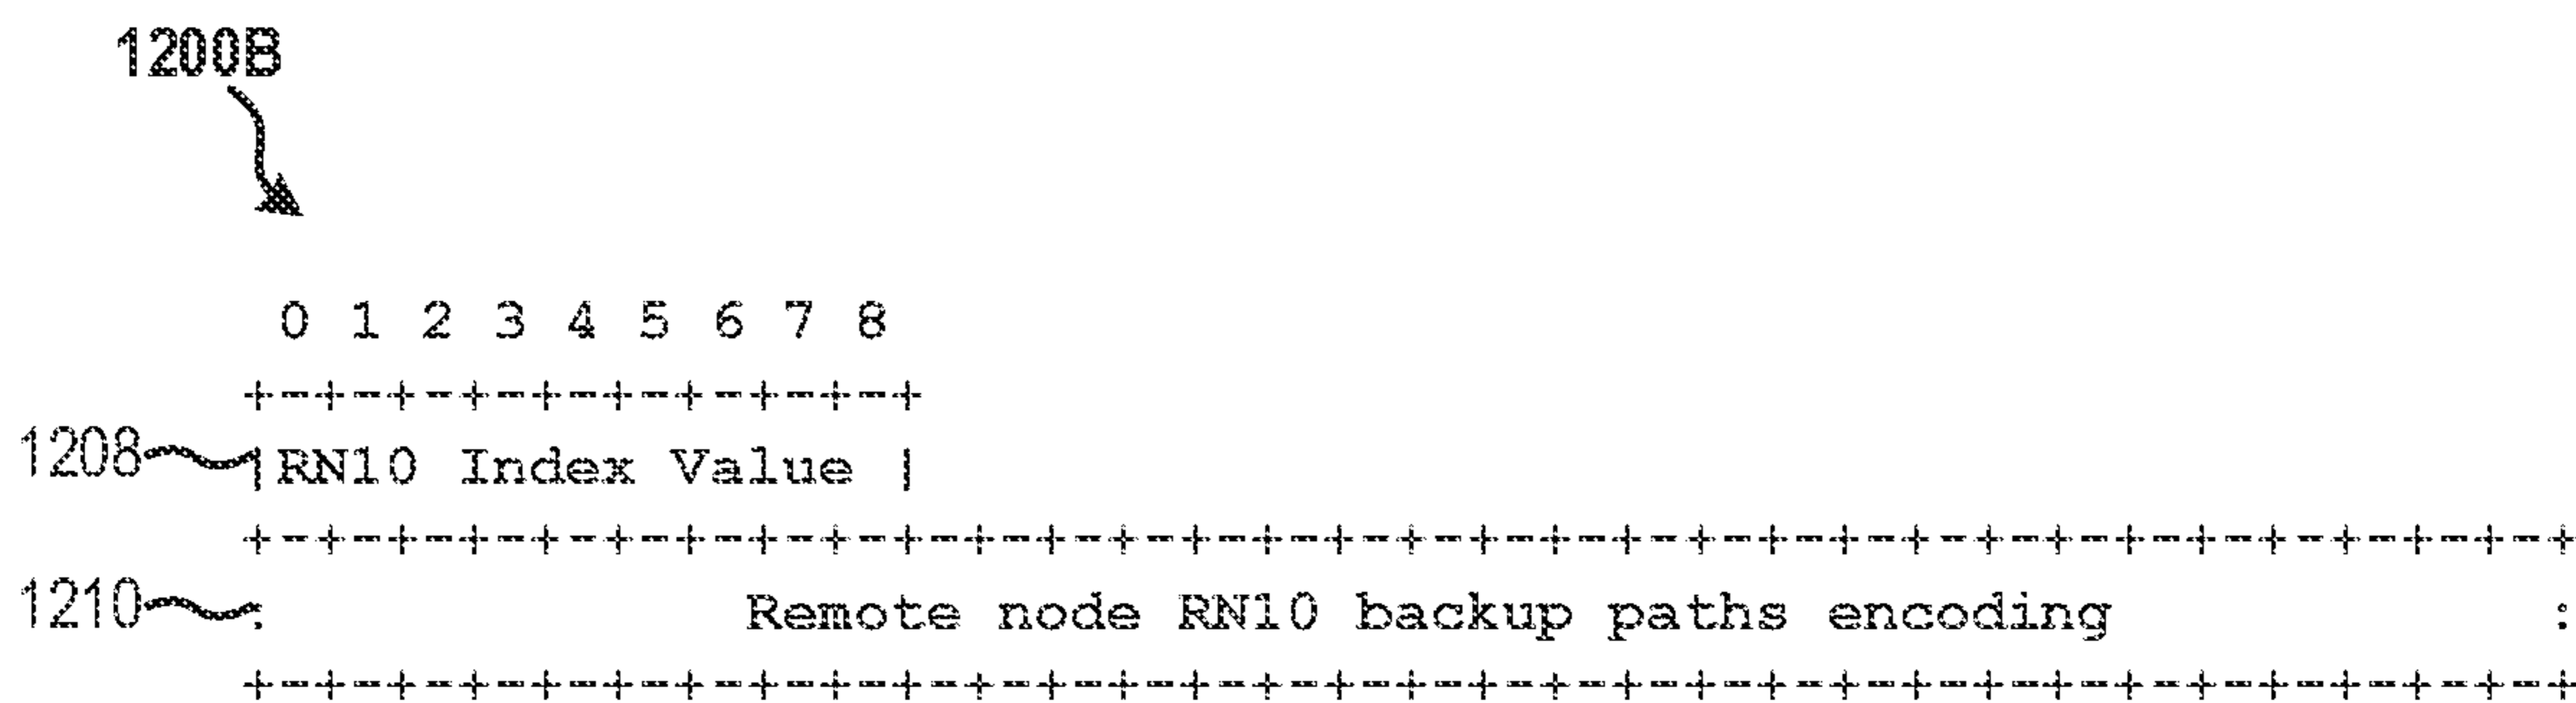 1200B
0 1 2 3 4 5 6 7 8
+-+-+-+-+-+-+-+-+-+
1208 |RN10 Index Value |
+-+-+-+-+-+-+-+-+-+-+-+-+-+-+-+-+-+-+-+-+-+-+-+-+-+-+-+-+-+-+-+-+
1210 : Remote node RN10 backup paths encoding :
+-+-+-+-+-+-+-+-+-+-+-+-+-+-+-+-+-+-+-+-+-+-+-+-+-+-+-+-+-+-+-+-+